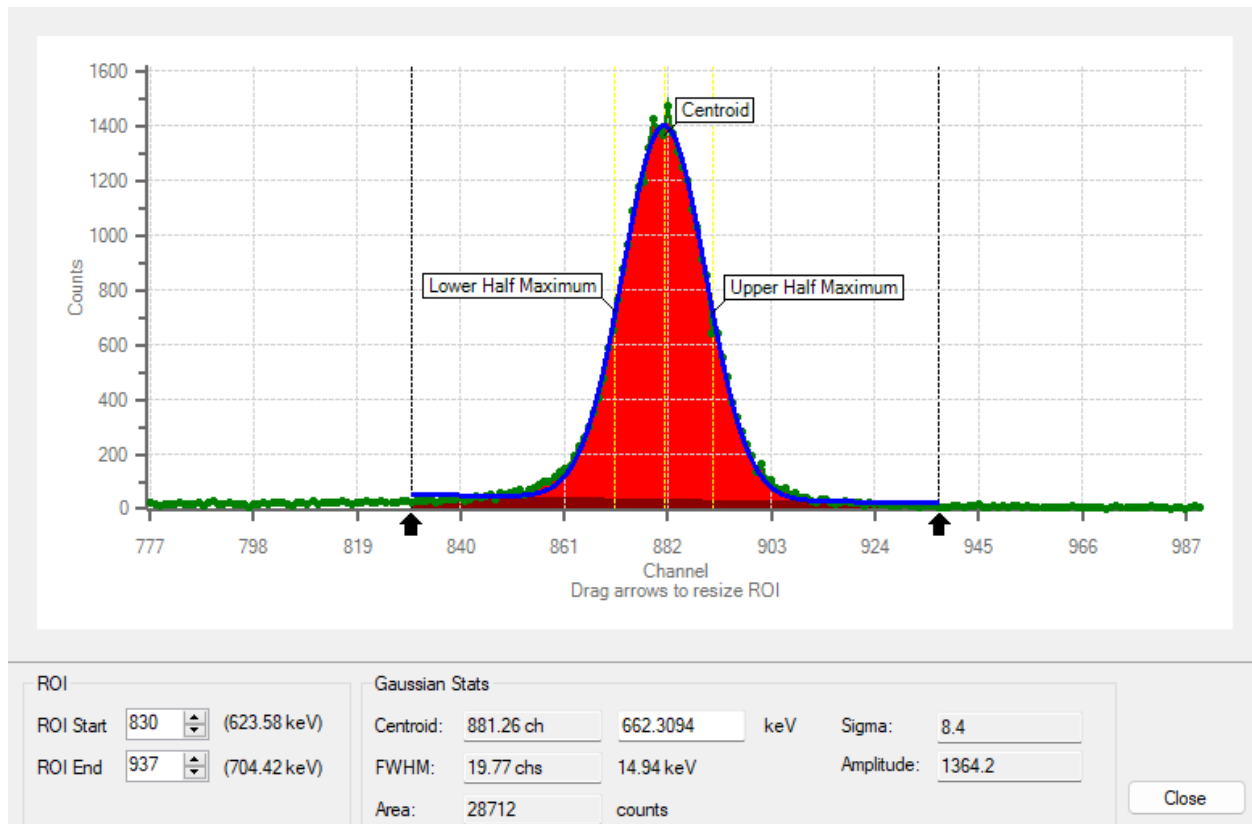 1600
1400
1200
1000
800
600
400
200
0
Counts
Centroid
Lower Half Maximum
Upper Half Maximum
777 798 819 840 861 882 903 924 945 966 987
Channel
Drag arrows to resize ROI
ROI
ROI Start 830 (623.58 keV)
ROI End 937 (704.42 keV)
Gaussian Stats
Centroid: 881.26 ch 662.3094 keV Sigma: 8.4
FWHM: 19.77 chs 14.94 keV Amplitude: 1364.2
Area: 28712 counts
Close